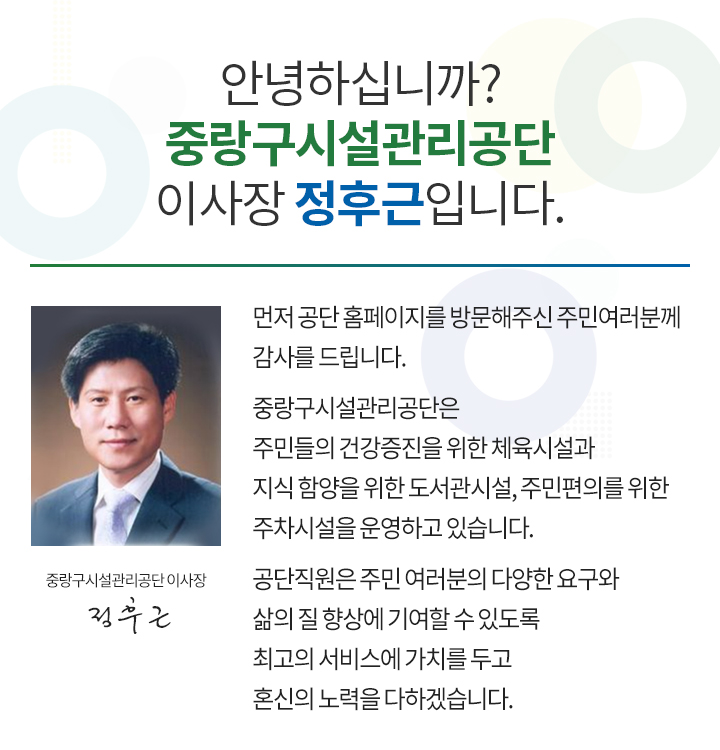 안녕하십니까?
중랑구시설관리공단
이사장 정후근입니다.
먼저 공단 홈페이지를 방문해주신 주민여러분께
감사를 드립니다.
중랑구시설관리공단은
주민들의 건강증진을 위한 체육시설과
지식 함양을 위한 도서관시설, 주민편의를 위한
주차시설을 운영하고 있습니다.
공단직원은 주민 여러분의 다양한 요구와
삶의 질 향상에 기여할 수 있도록
최고의 서비스에 가치를 두고
혼신의 노력을 다하겠습니다.
중랑구시설관리공단 이사장
정후근